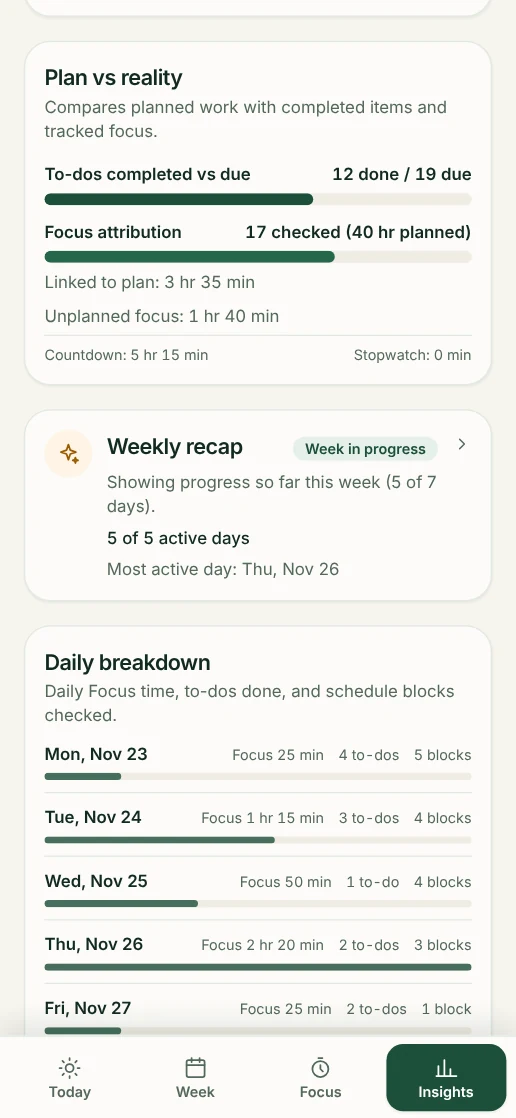 Plan vs reality
Compares planned work with completed items and
tracked focus.
To-dos completed vs due 12 done / 19 due
Focus attribution 17 checked (40 hr planned)
Linked to plan: 3 hr 35 min
Unplanned focus: 1 hr 40 min
Countdown: 5 hr 15 min Stopwatch: 0 min
Weekly recap Week in progress
Showing progress so far this week (5 of 7
days).
5 of 5 active days
Most active day: Thu, Nov 26
Daily breakdown
Daily Focus time, to-dos done, and schedule blocks
checked.
Mon, Nov 23 Focus 25 min 4 to-dos 5 blocks
Tue, Nov 24 Focus 1 hr 15 min 3 to-dos 4 blocks
Wed, Nov 25 Focus 50 min 1 to-do 4 blocks
Thu, Nov 26 Focus 2 hr 20 min 2 to-dos 3 blocks
Fri, Nov 27 Focus 25 min 2 to-dos 1 block
Today Week Focus Insights